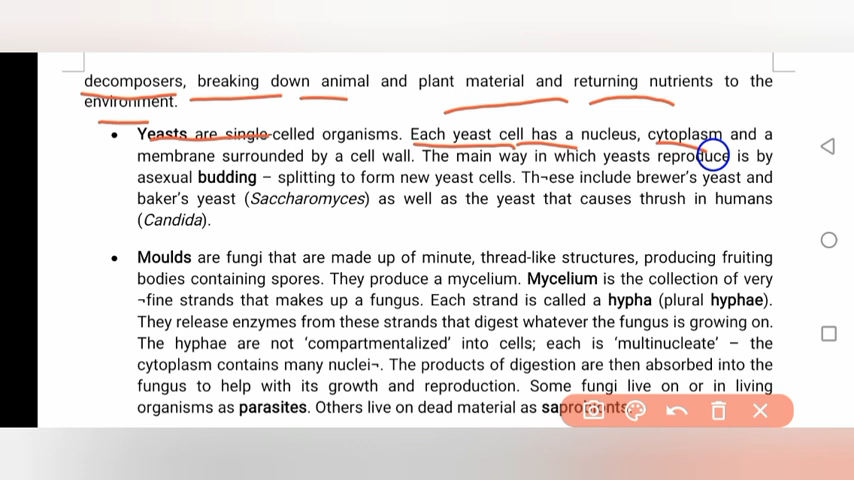 decomposers, breaking down animal and plant material and returning nutrients to the
environment.
• Yeasts are single-celled organisms. Each yeast cell has a nucleus, cytoplasm and a
membrane surrounded by a cell wall. The main way in which yeasts reproduce is by
asexual budding – splitting to form new yeast cells. Th¬ese include brewer's yeast and
baker's yeast (Saccharomyces) as well as the yeast that causes thrush in humans
(Candida).
• Moulds are fungi that are made up of minute, thread-like structures, producing fruiting
bodies containing spores. They produce a mycelium. Mycelium is the collection of very
¬fine strands that makes up a fungus. Each strand is called a hypha (plural hyphae).
They release enzymes from these strands that digest whatever the fungus is growing on.
The hyphae are not 'compartmentalized' into cells; each is 'multinucleate' – the
cytoplasm contains many nuclei¬. The products of digestion are then absorbed into the
fungus to help with its growth and reproduction. Some fungi live on or in living
organisms as parasites. Others live on dead material as